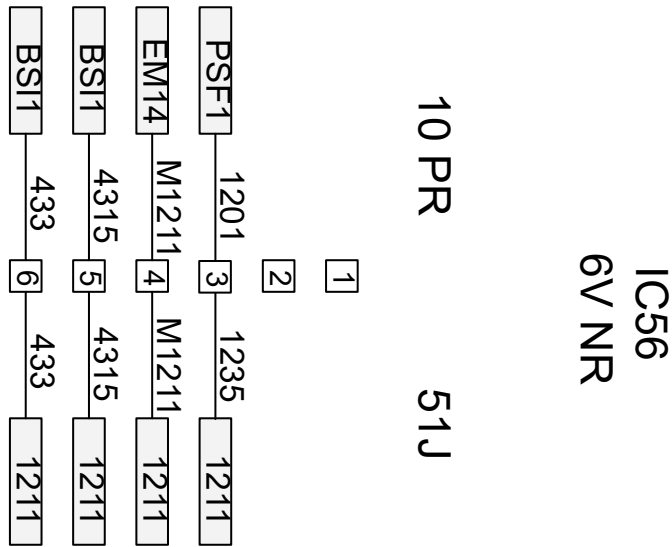 IC56
6V NR
10 PR 51J
1
2
PSF1 1201 3 1235 1211
EM14 M1211 4 M1211 1211
BSI1 4315 5 4315 1211
BSI1 433 6 433 1211